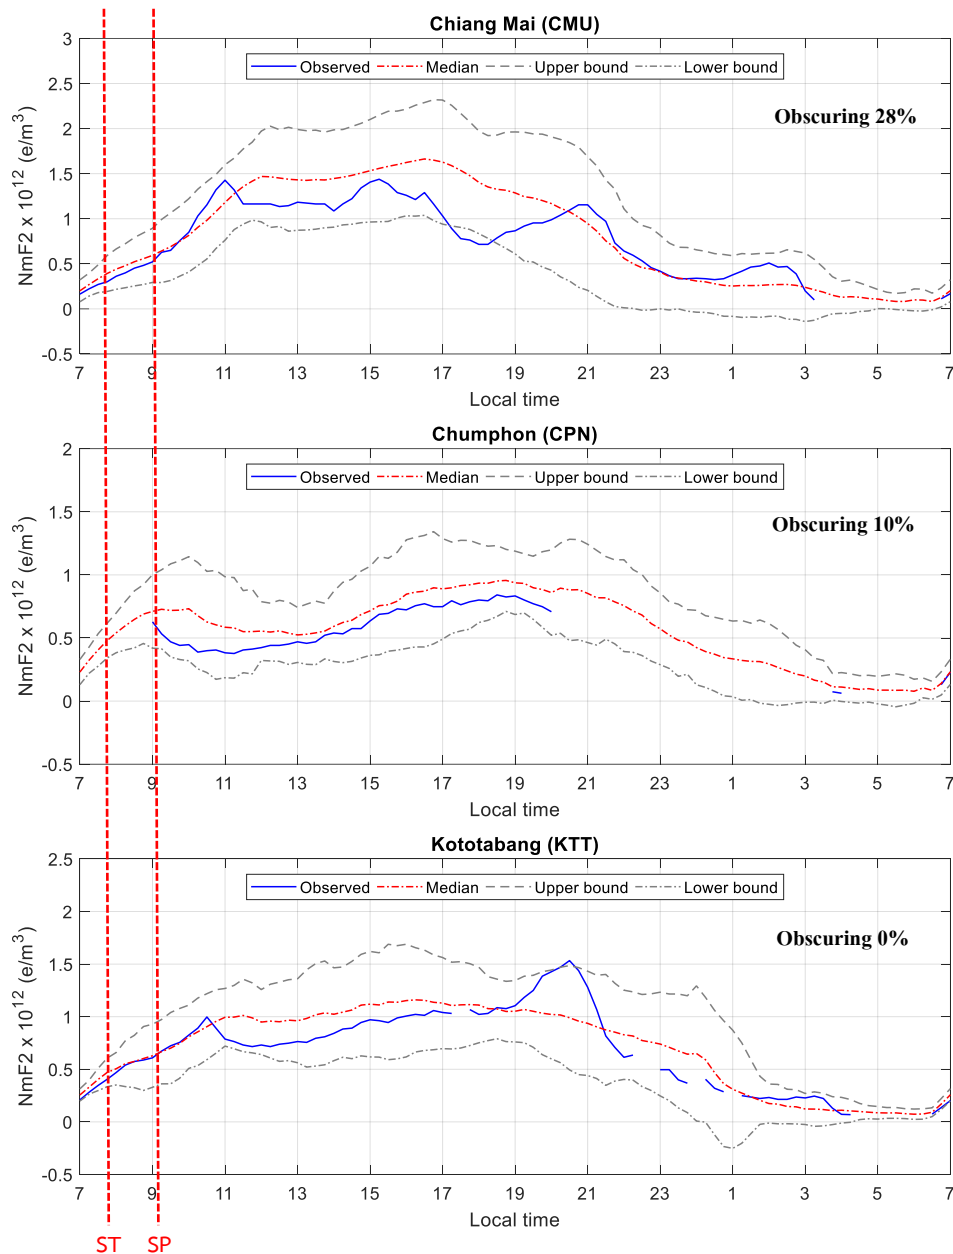 Chiang Mai (CMU)
3
2.5
2
1.5
1
0.5
0
-0.5
NmF2 x 10^12 (e/m^3)
Observed Median Upper bound Lower bound
Obscuring 28%
7 9 11 13 15 17 19 21 23 1 3 5 7
Local time
Chumphon (CPN)
2
1.5
1
0.5
0
-0.5
NmF2 x 10^12 (e/m^3)
Observed Median Upper bound Lower bound
Obscuring 10%
7 9 11 13 15 17 19 21 23 1 3 5 7
Local time
Kototabang (KTT)
2.5
2
1.5
1
0.5
0
-0.5
NmF2 x 10^12 (e/m^3)
Observed Median Upper bound Lower bound
Obscuring 0%
7 9 11 13 15 17 19 21 23 1 3 5 7
Local time
ST SP